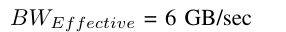 BW_{Effective} = 6 GB/sec